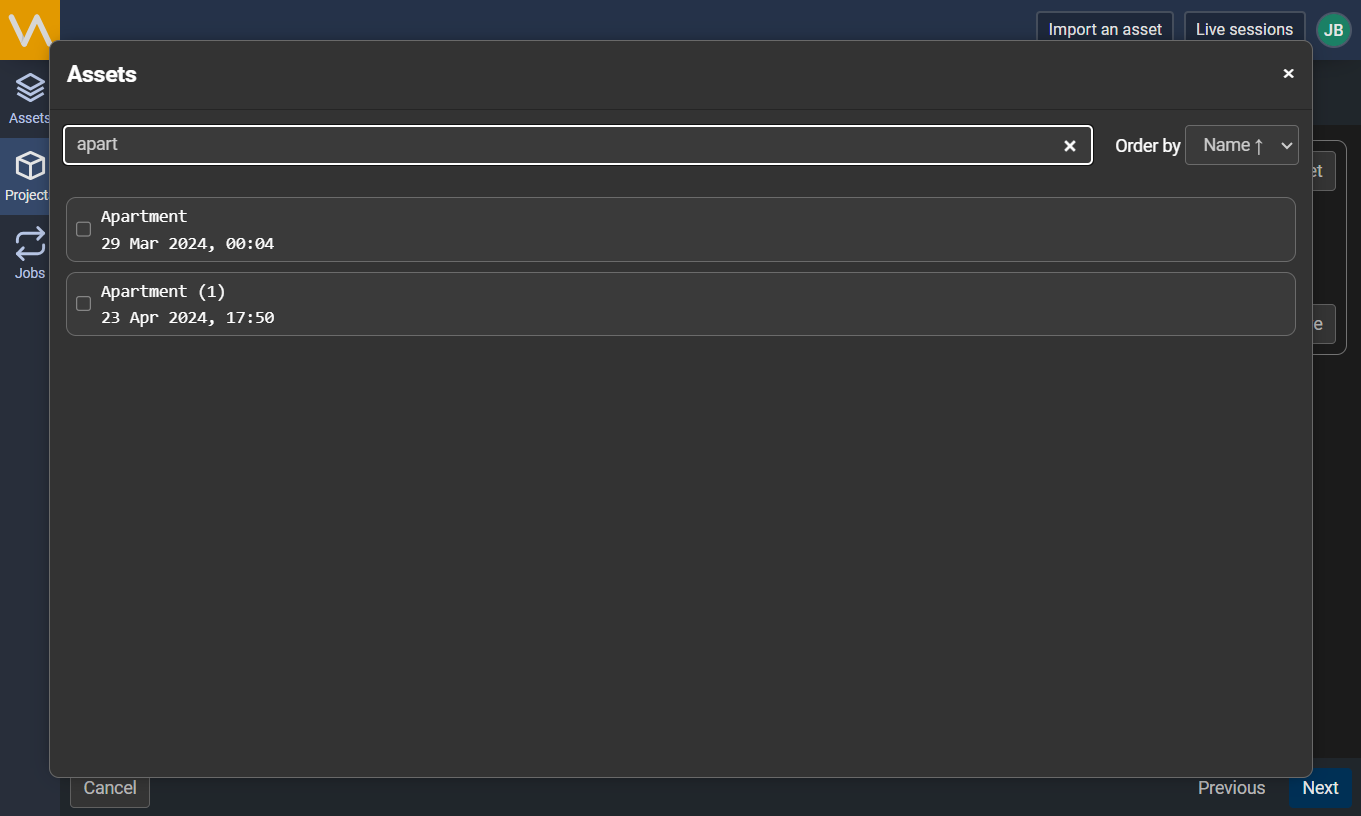 Import an asset
Live sessions
JB
Assets
×
Assets
apart
×
Order by
Name ↑
et
Project
Apartment
29 Mar 2024, 00:04
Jobs
Apartment (1)
23 Apr 2024, 17:50
e
Cancel
Previous
Next